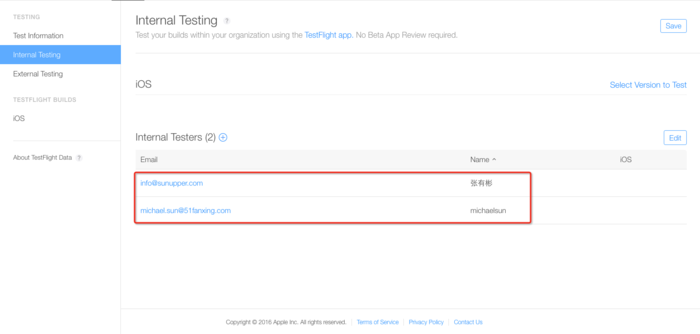 TESTING
Test Information
Internal Testing
External Testing
TESTFLIGHT BUILDS
iOS
About TestFlight Data ?
Internal Testing ?
Test your builds within your organization using the TestFlight app. No Beta App Review required.
Save
iOS
Select Version to Test
Internal Testers (2)
Edit
Email Name iOS
info@sunupper.com 张有彬
michael.sun@51fanxing.com michaelsun
Copyright © 2016 Apple Inc. All rights reserved. Terms of Service Privacy Policy Contact Us